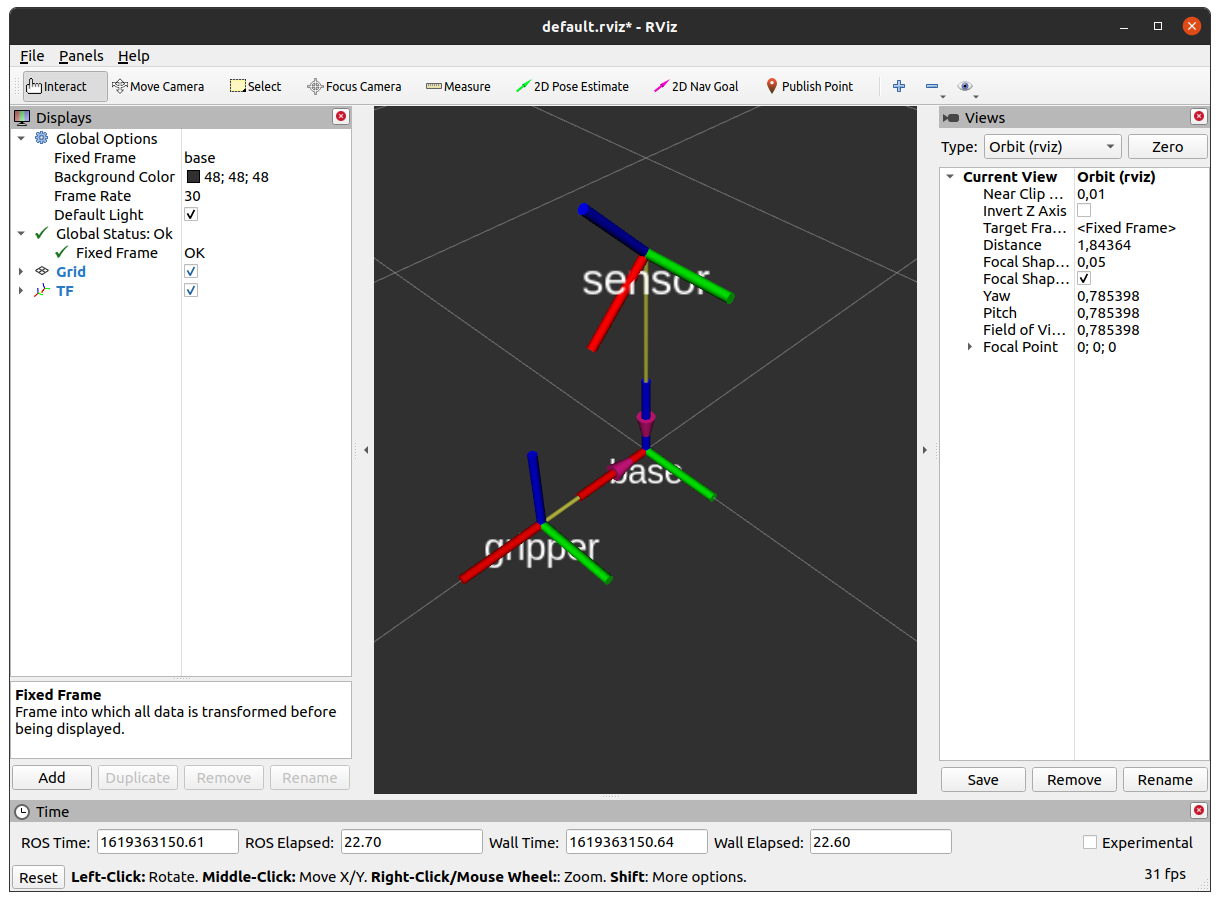 default.rviz* - RViz
File Panels Help
Interact Move Camera Select Focus Camera Measure 2D Pose Estimate 2D Nav Goal Publish Point
Displays
Global Options
Fixed Frame base
Background Color 48; 48; 48
Frame Rate 30
Default Light
Global Status: Ok
Fixed Frame OK
Grid
TF
Fixed Frame
Frame into which all data is transformed before
being displayed.
Add Duplicate Remove Rename
sensor
base
gripper
Views
Type: Orbit (rviz) Zero
Current View Orbit (rviz)
Near Clip ... 0,01
Invert Z Axis
Target Fra... <Fixed Frame>
Distance 1,84364
Focal Shap... 0,05
Focal Shap...
Yaw 0,785398
Pitch 0,785398
Field of Vi... 0,785398
Focal Point 0; 0; 0
Save Remove Rename
Time
ROS Time: 1619363150.61 ROS Elapsed: 22.70 Wall Time: 1619363150.64 Wall Elapsed: 22.60 Experimental
Reset Left-Click: Rotate. Middle-Click: Move X/Y. Right-Click/Mouse Wheel:: Zoom. Shift: More options. 31 fps